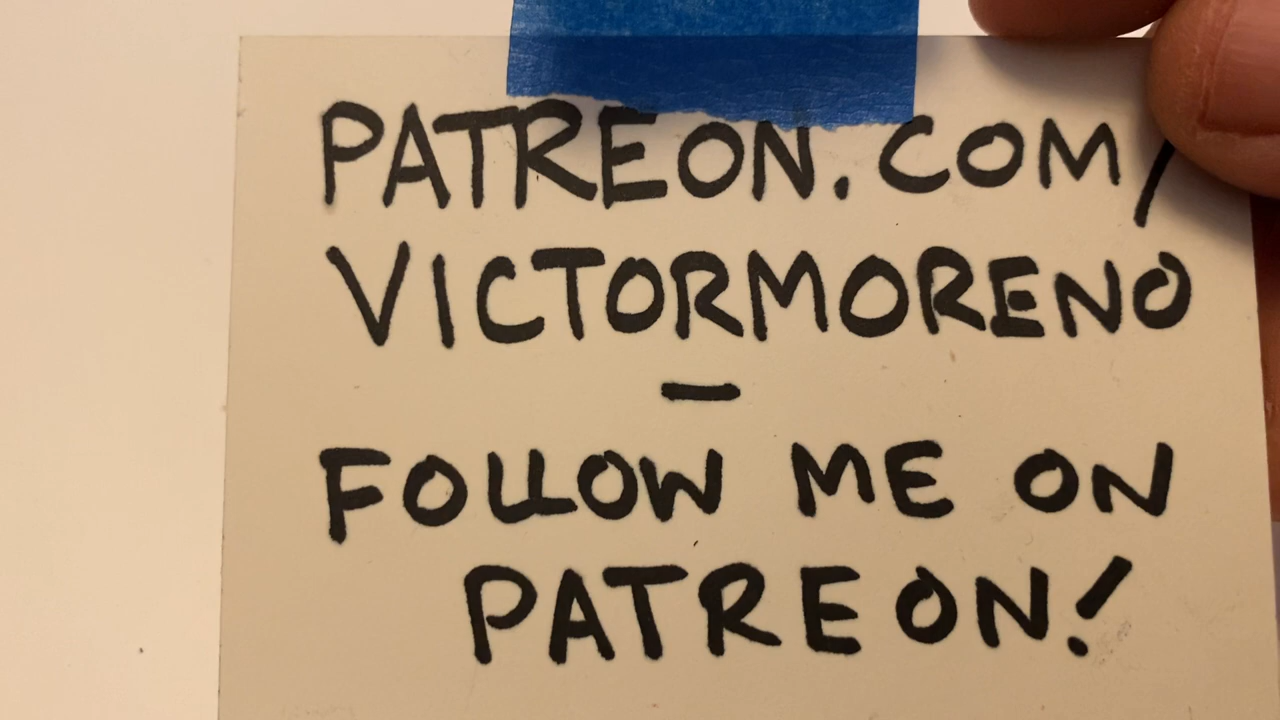 PATREON.COM/
VICTORMORENO
–
FOLLOW ME ON
PATREON!